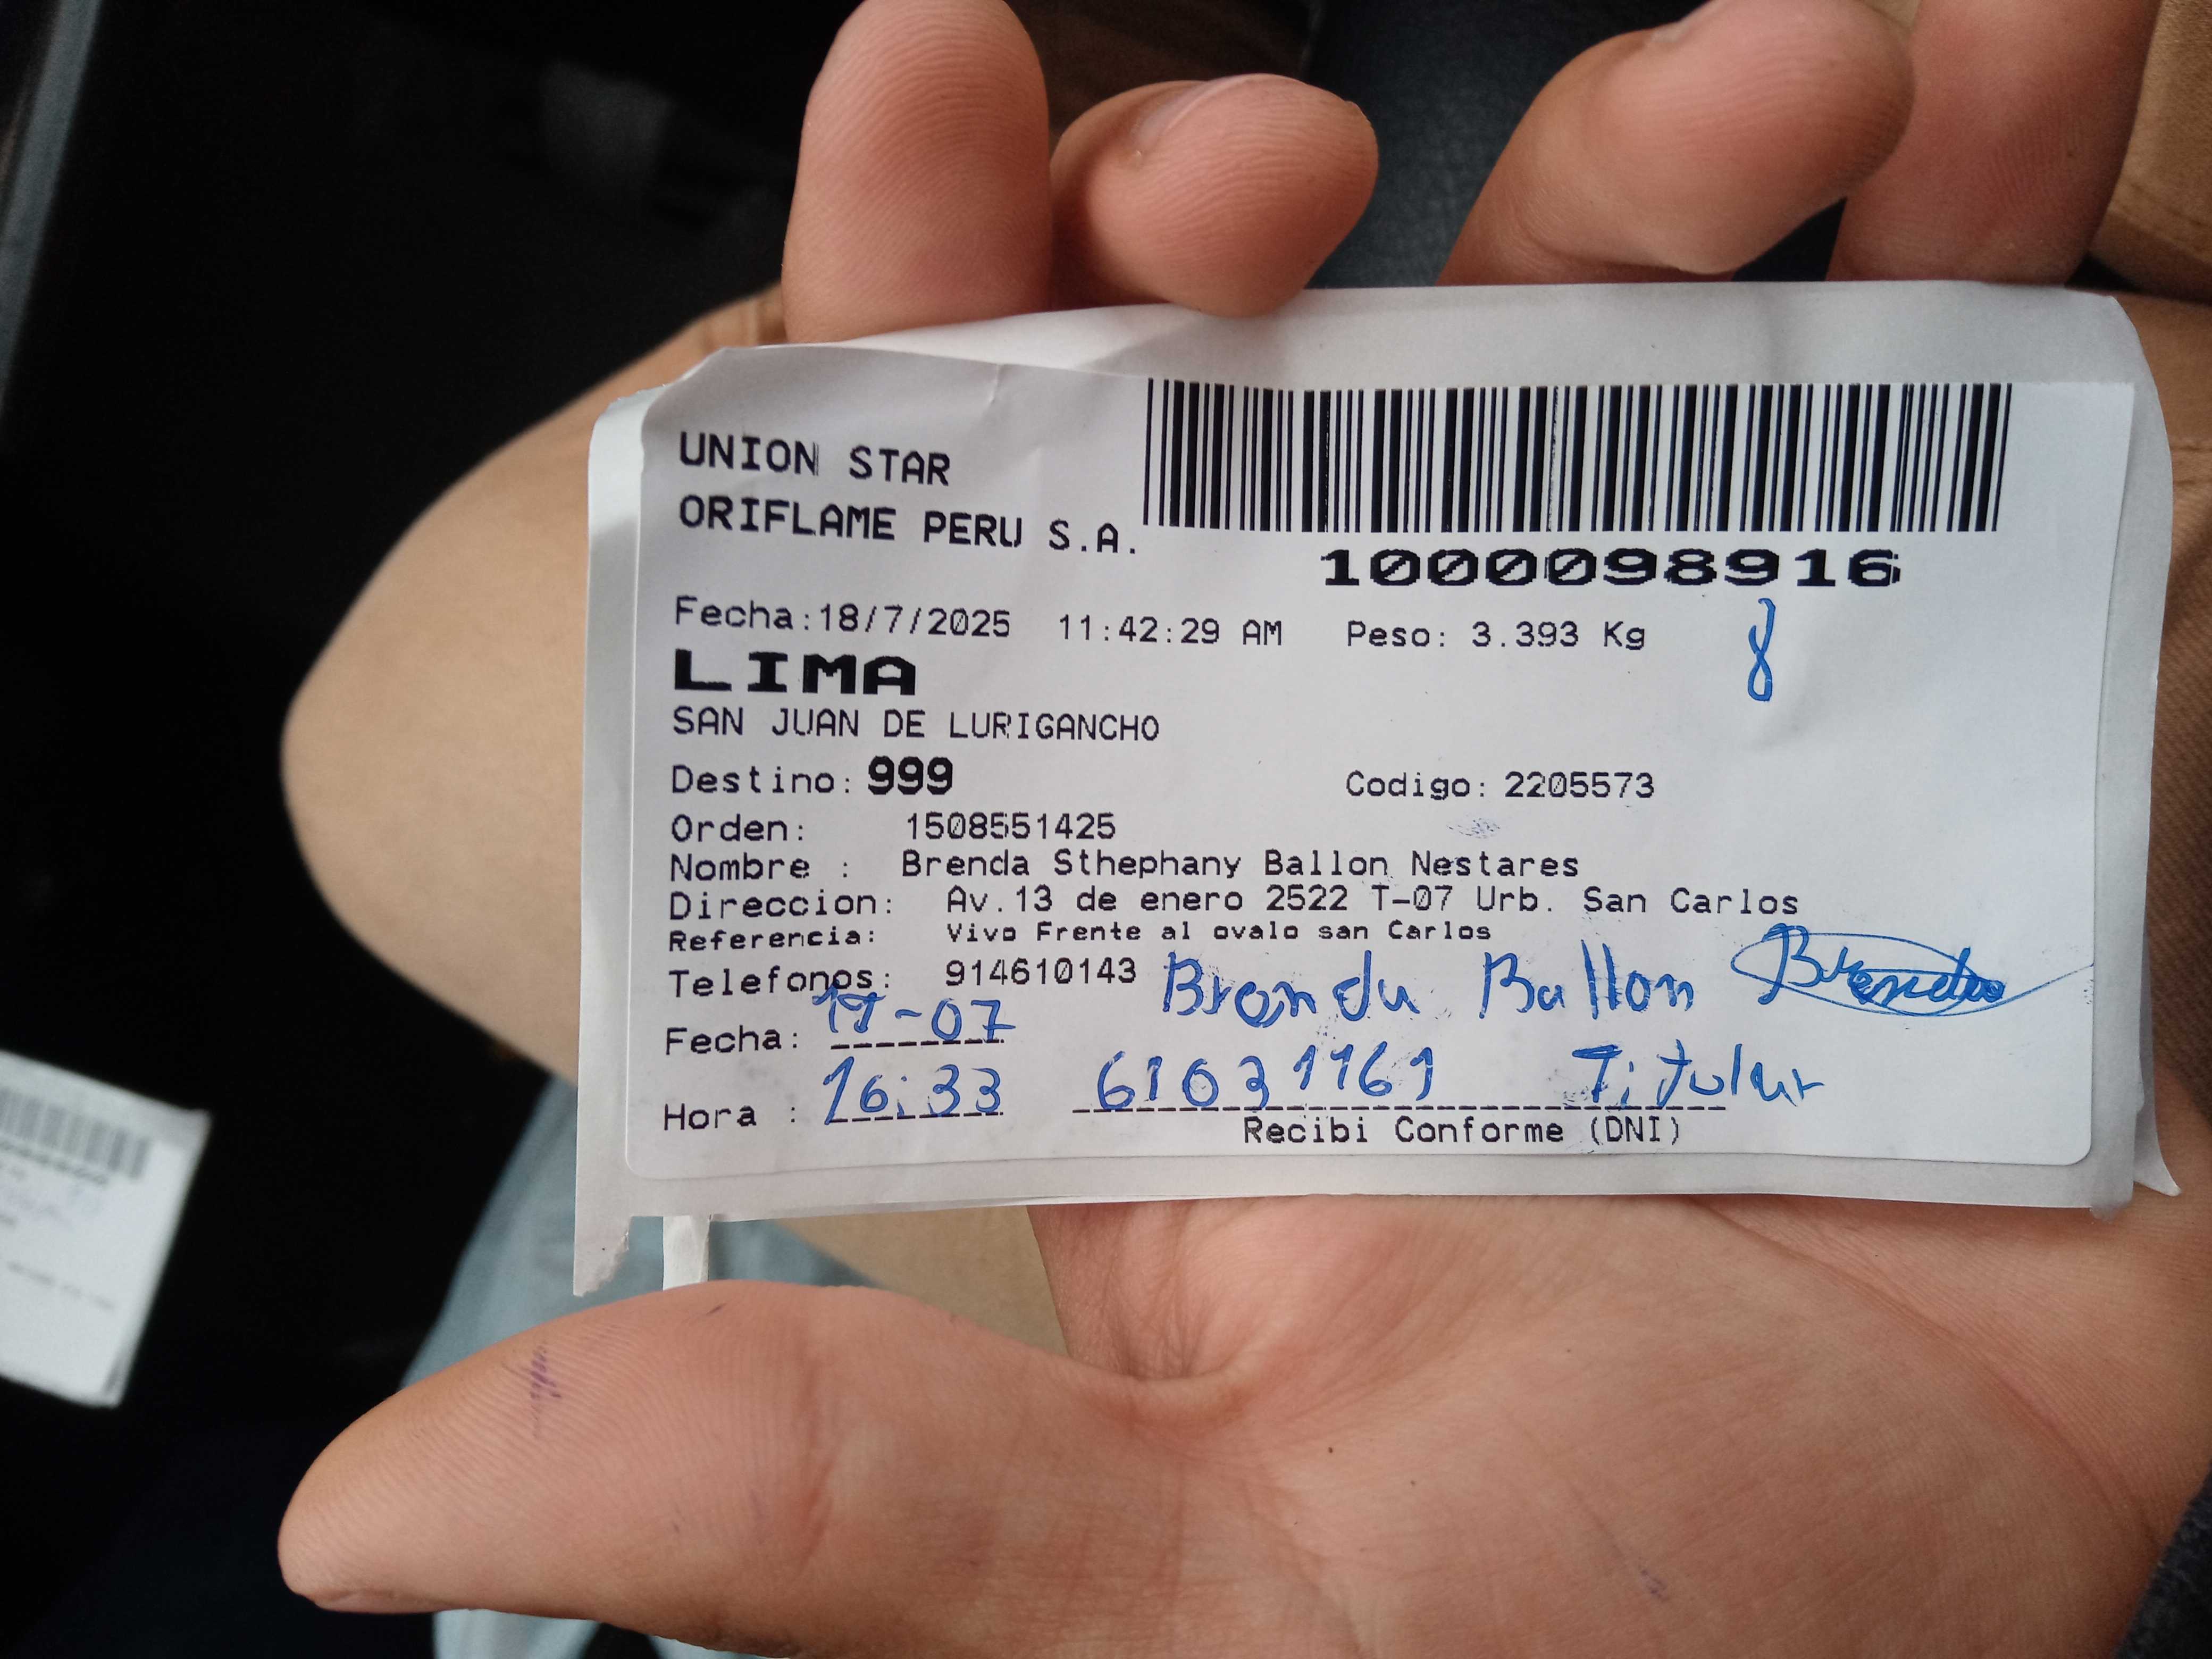 UNION STAR
ORIFLAME PERU S.A.
1000098916
Fecha:18/7/2025 11:42:29 AM Peso: 3.393 Kg 8
LIMA
SAN JUAN DE LURIGANCHO
Destino: 999 Codigo: 2205573
Orden: 1508551425
Nombre : Brenda Sthephany Ballon Nestares
Direccion: Av.13 de enero 2522 T-07 Urb. San Carlos
Referencia: Vivo Frente al ovalo san Carlos
Telefonos: 914610143 Brenda Ballon Brenda
Fecha: 19-07
Hora : 16:33 61031161 Titular
Recibi Conforme (DNI)